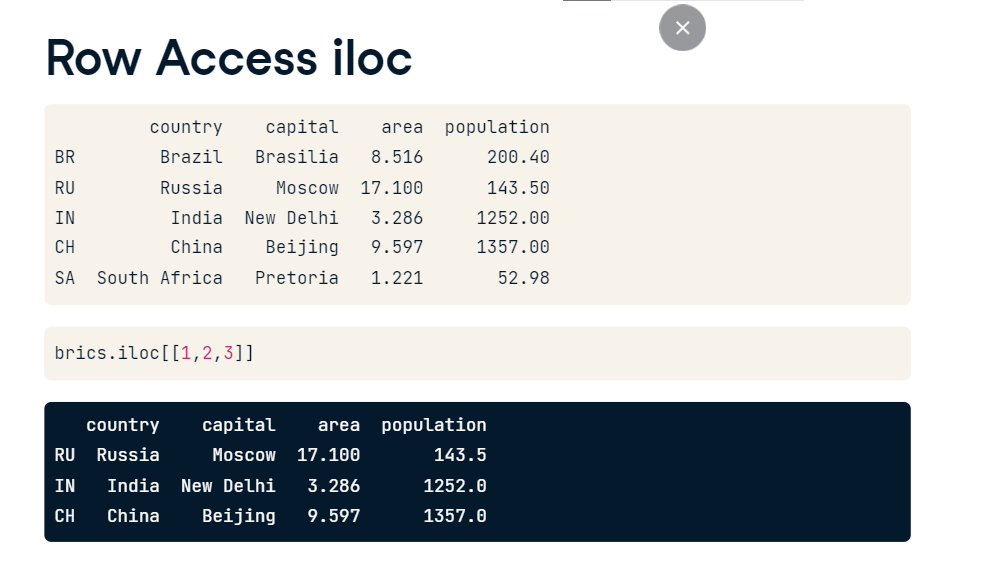 Row Access iloc
country capital area population
BR Brazil Brasilia 8.516 200.40
RU Russia Moscow 17.100 143.50
IN India New Delhi 3.286 1252.00
CH China Beijing 9.597 1357.00
SA South Africa Pretoria 1.221 52.98
brics.iloc[[1,2,3]]
country capital area population
RU Russia Moscow 17.100 143.5
IN India New Delhi 3.286 1252.0
CH China Beijing 9.597 1357.0